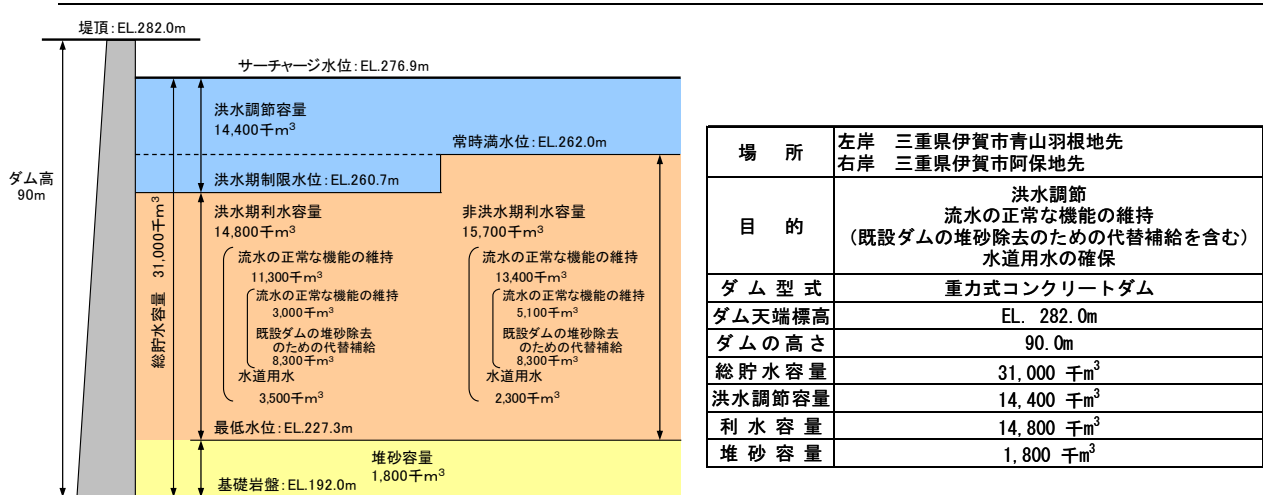 堤頂:EL.282.0m
サーチャージ水位:EL.276.9m
洪水調節容量
14,400千m³
常時満水位:EL.262.0m
ダム高
90m
洪水期制限水位:EL.260.7m
総貯水容量 31,000千m³
洪水期利水容量
14,800千m³
流水の正常な機能の維持
11,300千m³
流水の正常な機能の維持
3,000千m³
既設ダムの堆砂除去
のための代替補給
8,300千m³
水道用水
3,500千m³
非洪水期利水容量
15,700千m³
流水の正常な機能の維持
13,400千m³
流水の正常な機能の維持
5,100千m³
既設ダムの堆砂除去
のための代替補給
8,300千m³
水道用水
2,300千m³
最低水位:EL.227.3m
堆砂容量
1,800千m³
基礎岩盤:EL.192.0m
場 所
左岸 三重県伊賀市青山羽根地先
右岸 三重県伊賀市阿保地先
目 的
洪水調節
流水の正常な機能の維持
(既設ダムの堆砂除去のための代替補給を含む)
水道用水の確保
ダム型式 重力式コンクリートダム
ダム天端標高 EL. 282.0m
ダムの高さ 90.0m
総貯水容量 31,000 千m³
洪水調節容量 14,400 千m³
利水容量 14,800 千m³
堆砂容量 1,800 千m³